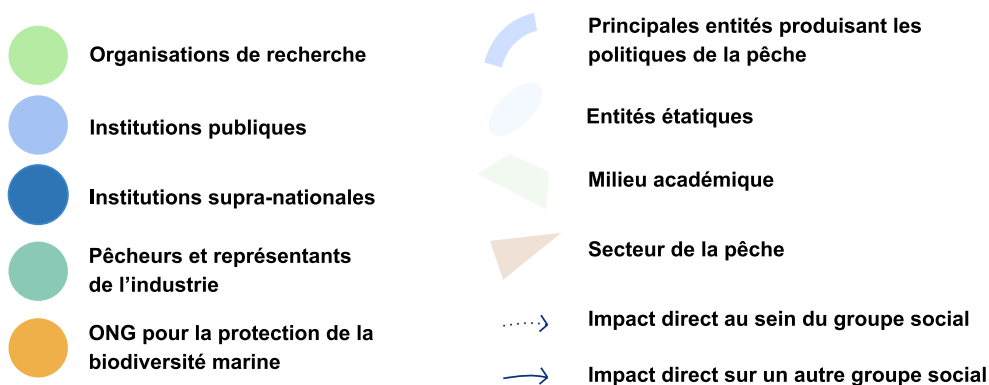 Organisations de recherche
Institutions publiques
Institutions supra-nationales
Pêcheurs et représentants
de l’industrie
ONG pour la protection de la
biodiversité marine
Principales entités produisant les
politiques de la pêche
Entités étatiques
Milieu académique
Secteur de la pêche
Impact direct au sein du groupe social
Impact direct sur un autre groupe social